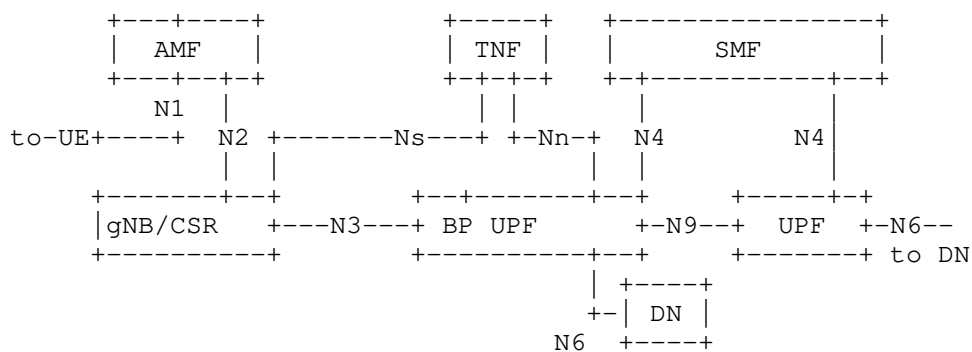 AMF TNF SMF
N1
to-UE N2 Ns Nn N4 N4
gNB/CSR N3 BP UPF N9 UPF N6
to DN
DN
N6